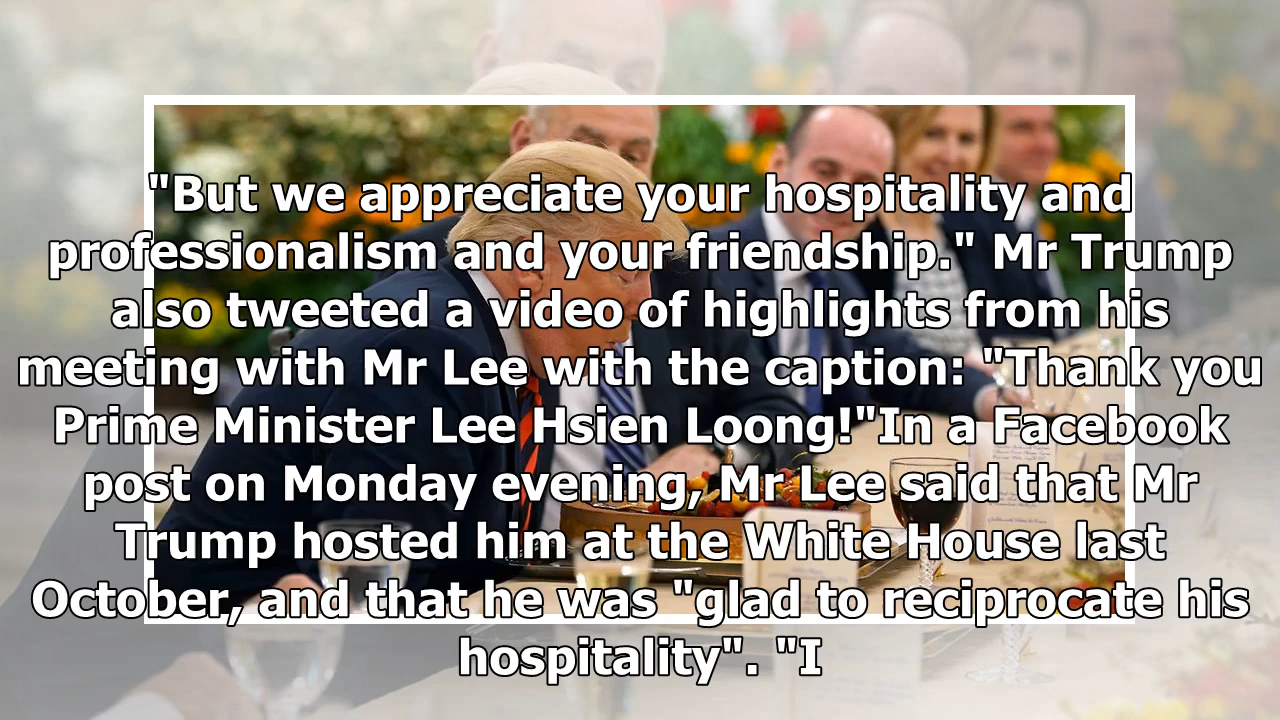 "But we appreciate your hospitality and
professionalism and your friendship." Mr Trump
also tweeted a video of highlights from his
meeting with Mr Lee with the caption: "Thank you
Prime Minister Lee Hsien Loong!"In a Facebook
post on Monday evening, Mr Lee said that Mr
Trump hosted him at the White House last
October, and that he was "glad to reciprocate his
hospitality". "I